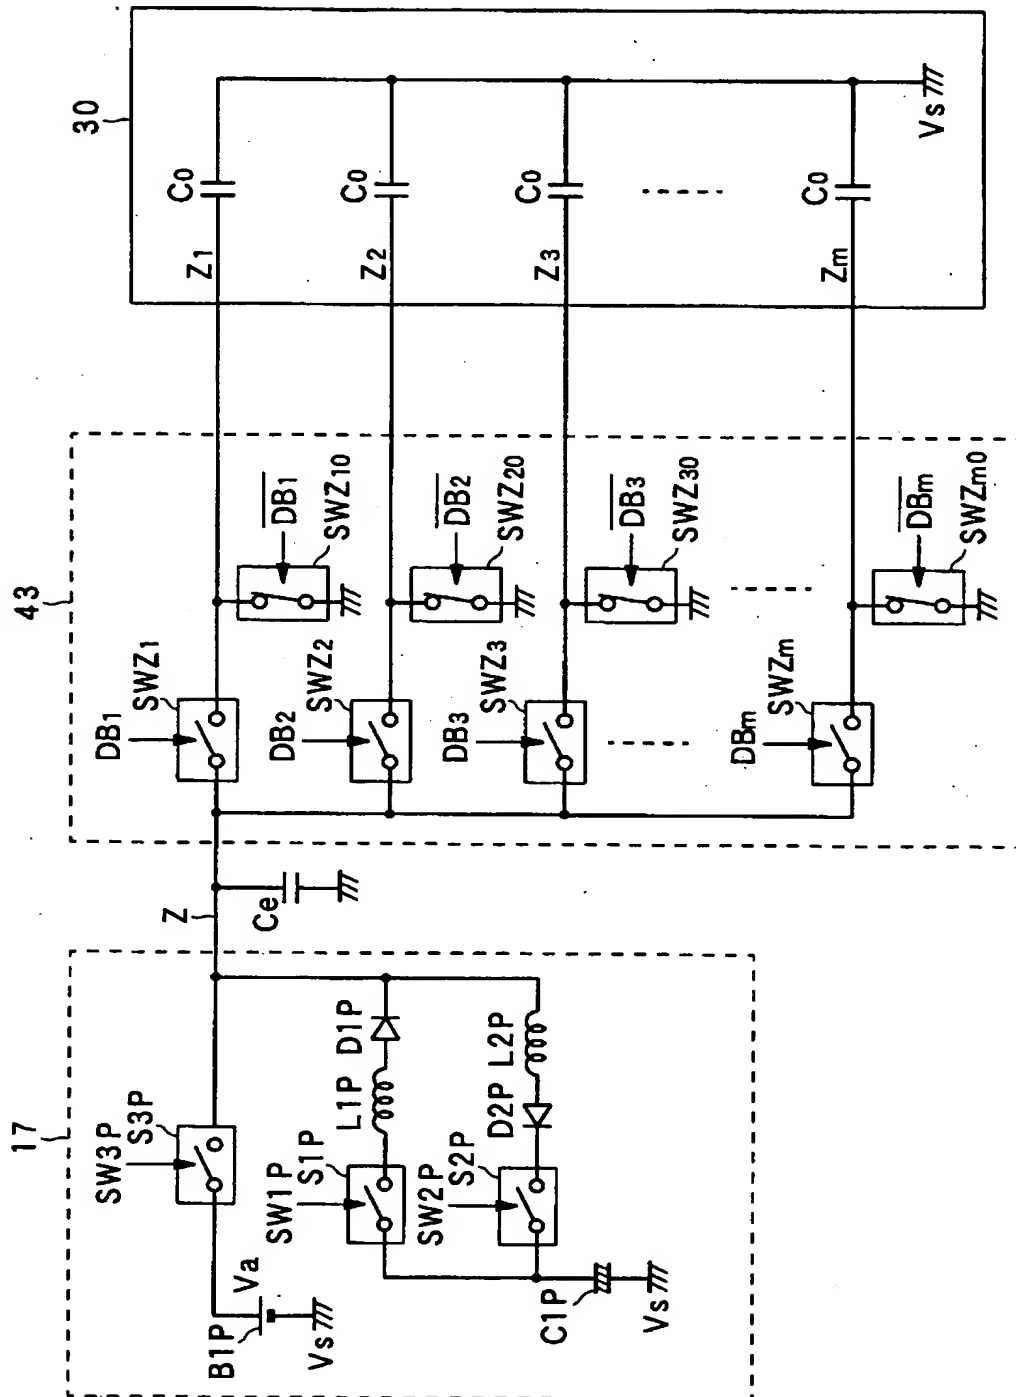 17
43
30
SW3P
S3P
B1P
Va
Vs
SW1P
S1P
L1P
D1P
SW2P
S2P
D2P
L2P
C1P
Vs
Z
Ce
DB1
SWZ1
DB1
SWZ10
DB2
SWZ2
DB2
SWZ20
DB3
SWZ3
DB3
SWZ30
DBm
SWZm
DBm
SWZm0
Z1
C0
Z2
C0
Z3
C0
Zm
C0
Vs